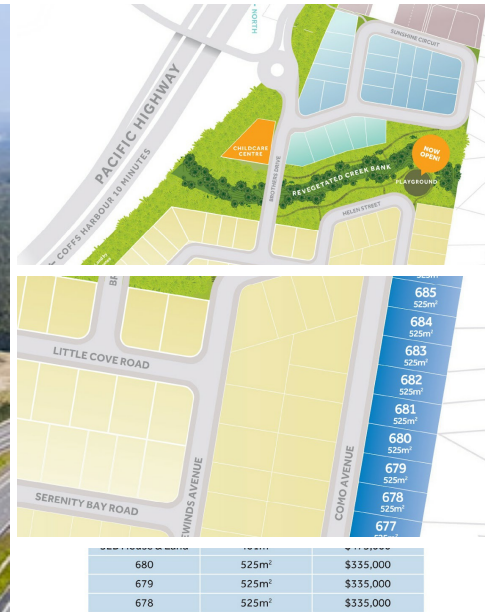 NORTH
SUNSHINE CIRCUIT
PACIFIC HIGHWAY
COFFS HARBOUR 10 MINUTES
CHILDCARE
CENTRE
BROTHERS DRIVE
REVEGETATED CREEK BANK
NOW
OPEN!
PLAYGROUND
HELEN STREET
525m²
685
525m²
684
525m²
683
525m²
682
525m²
681
525m²
680
525m²
679
525m²
678
525m²
677
LITTLE COVE ROAD
SERENITY BAY ROAD
EWINDS AVENUE
COMO AVENUE
680 525m² $335,000
679 525m² $335,000
678 525m² $335,000